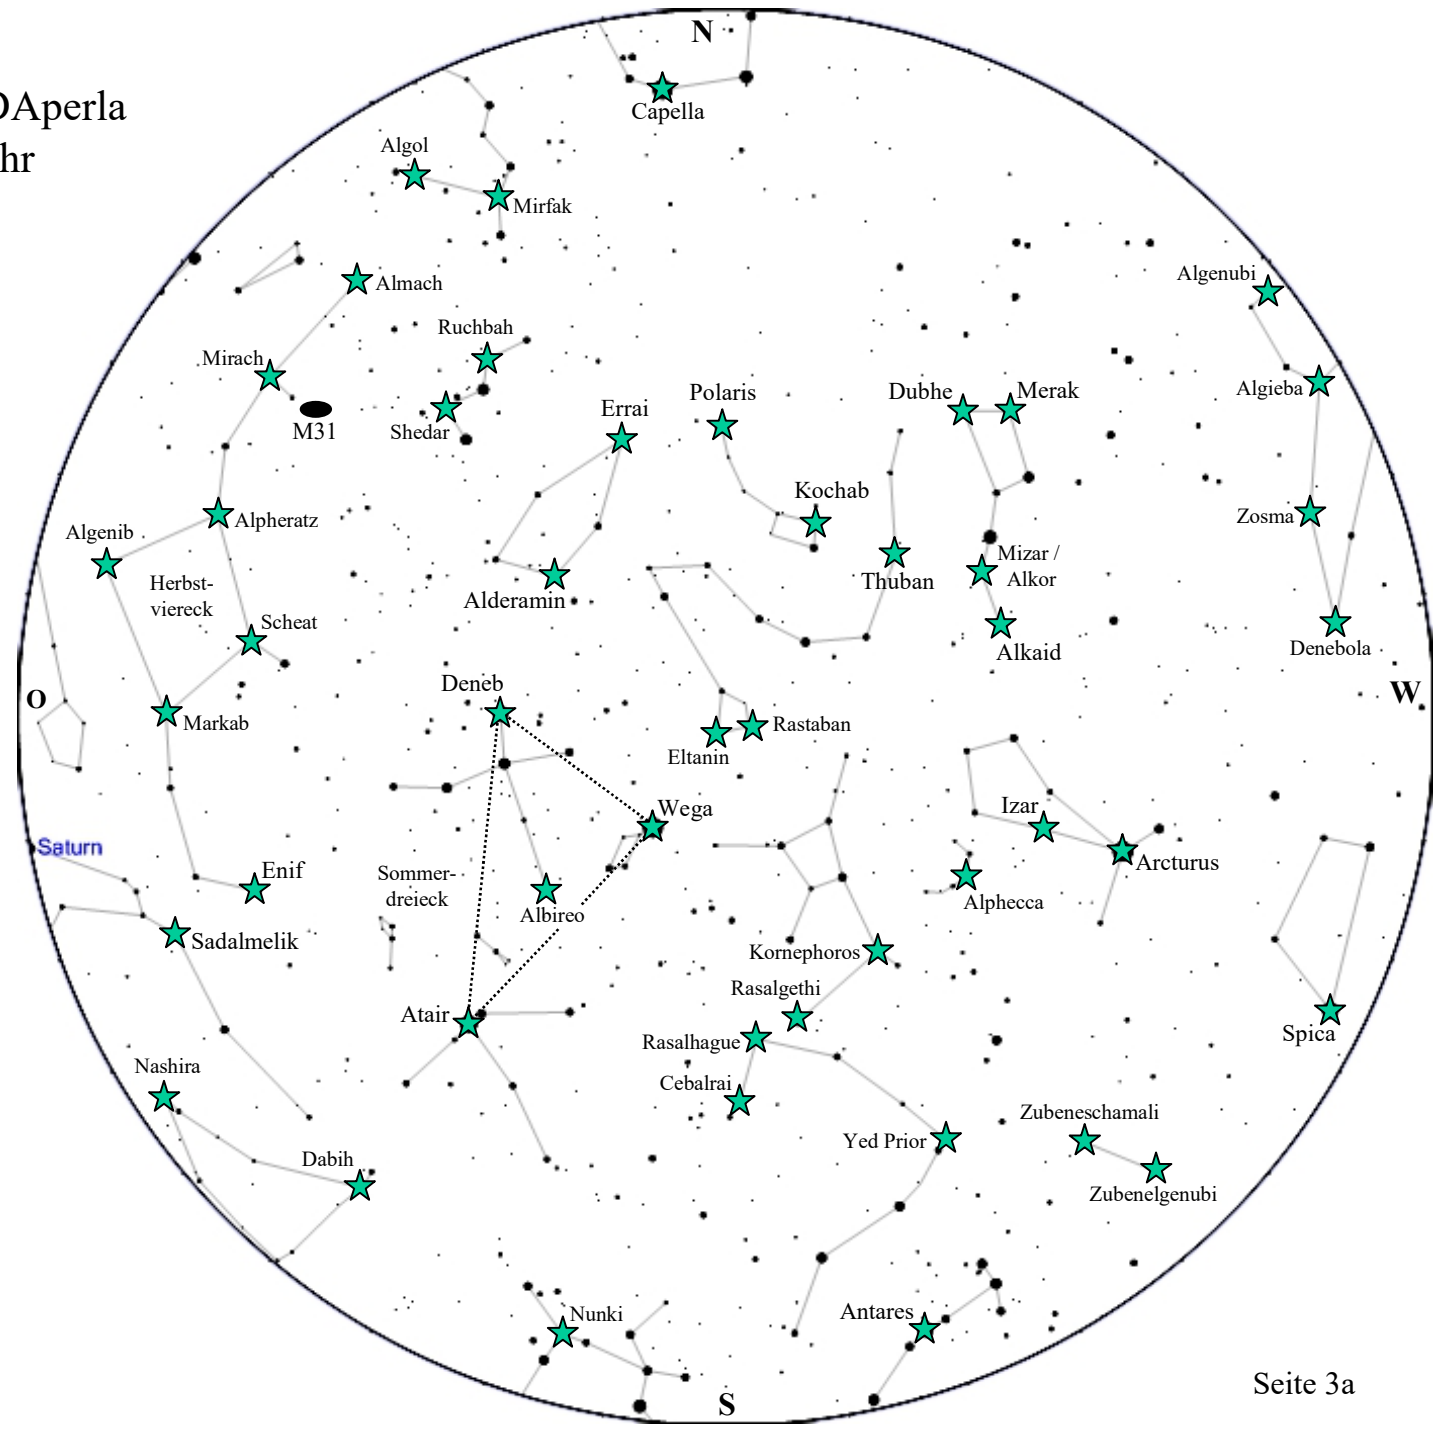 N
DAperla
hr
Capella
Algol
Mirfak
Almach
Algenubi
Ruchbah
Mirach
Algieba
M31
Shedar
Errai
Polaris
Dubhe
Merak
Kochab
Zosma
Algenib
Alpheratz
Mizar /
Alkor
Thuban
Herbst-
viereck
Alderamin
Scheat
Alkaid
Denebola
Deneb
O
W
Markab
Rastaban
Eltanin
Wega
Izar
Saturn
Enif
Sommer-
dreieck
Arcturus
Albireo
Alphecca
Sadalmelik
Kornephoros
Rasalgethi
Atair
Rasalhague
Spica
Nashira
Cebalrai
Zubeneschamali
Yed Prior
Dabih
Zubenelgenubi
Nunki
Antares
Seite 3a
S